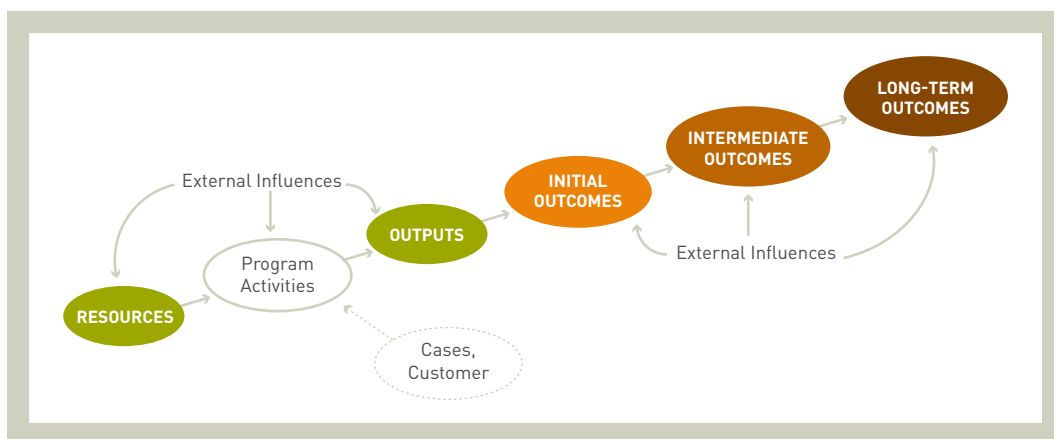 LONG-TERM
OUTCOMES
INTERMEDIATE
OUTCOMES
INITIAL
OUTCOMES
External Influences
OUTPUTS
External Influences
Program
Activities
RESOURCES
Cases,
Customer